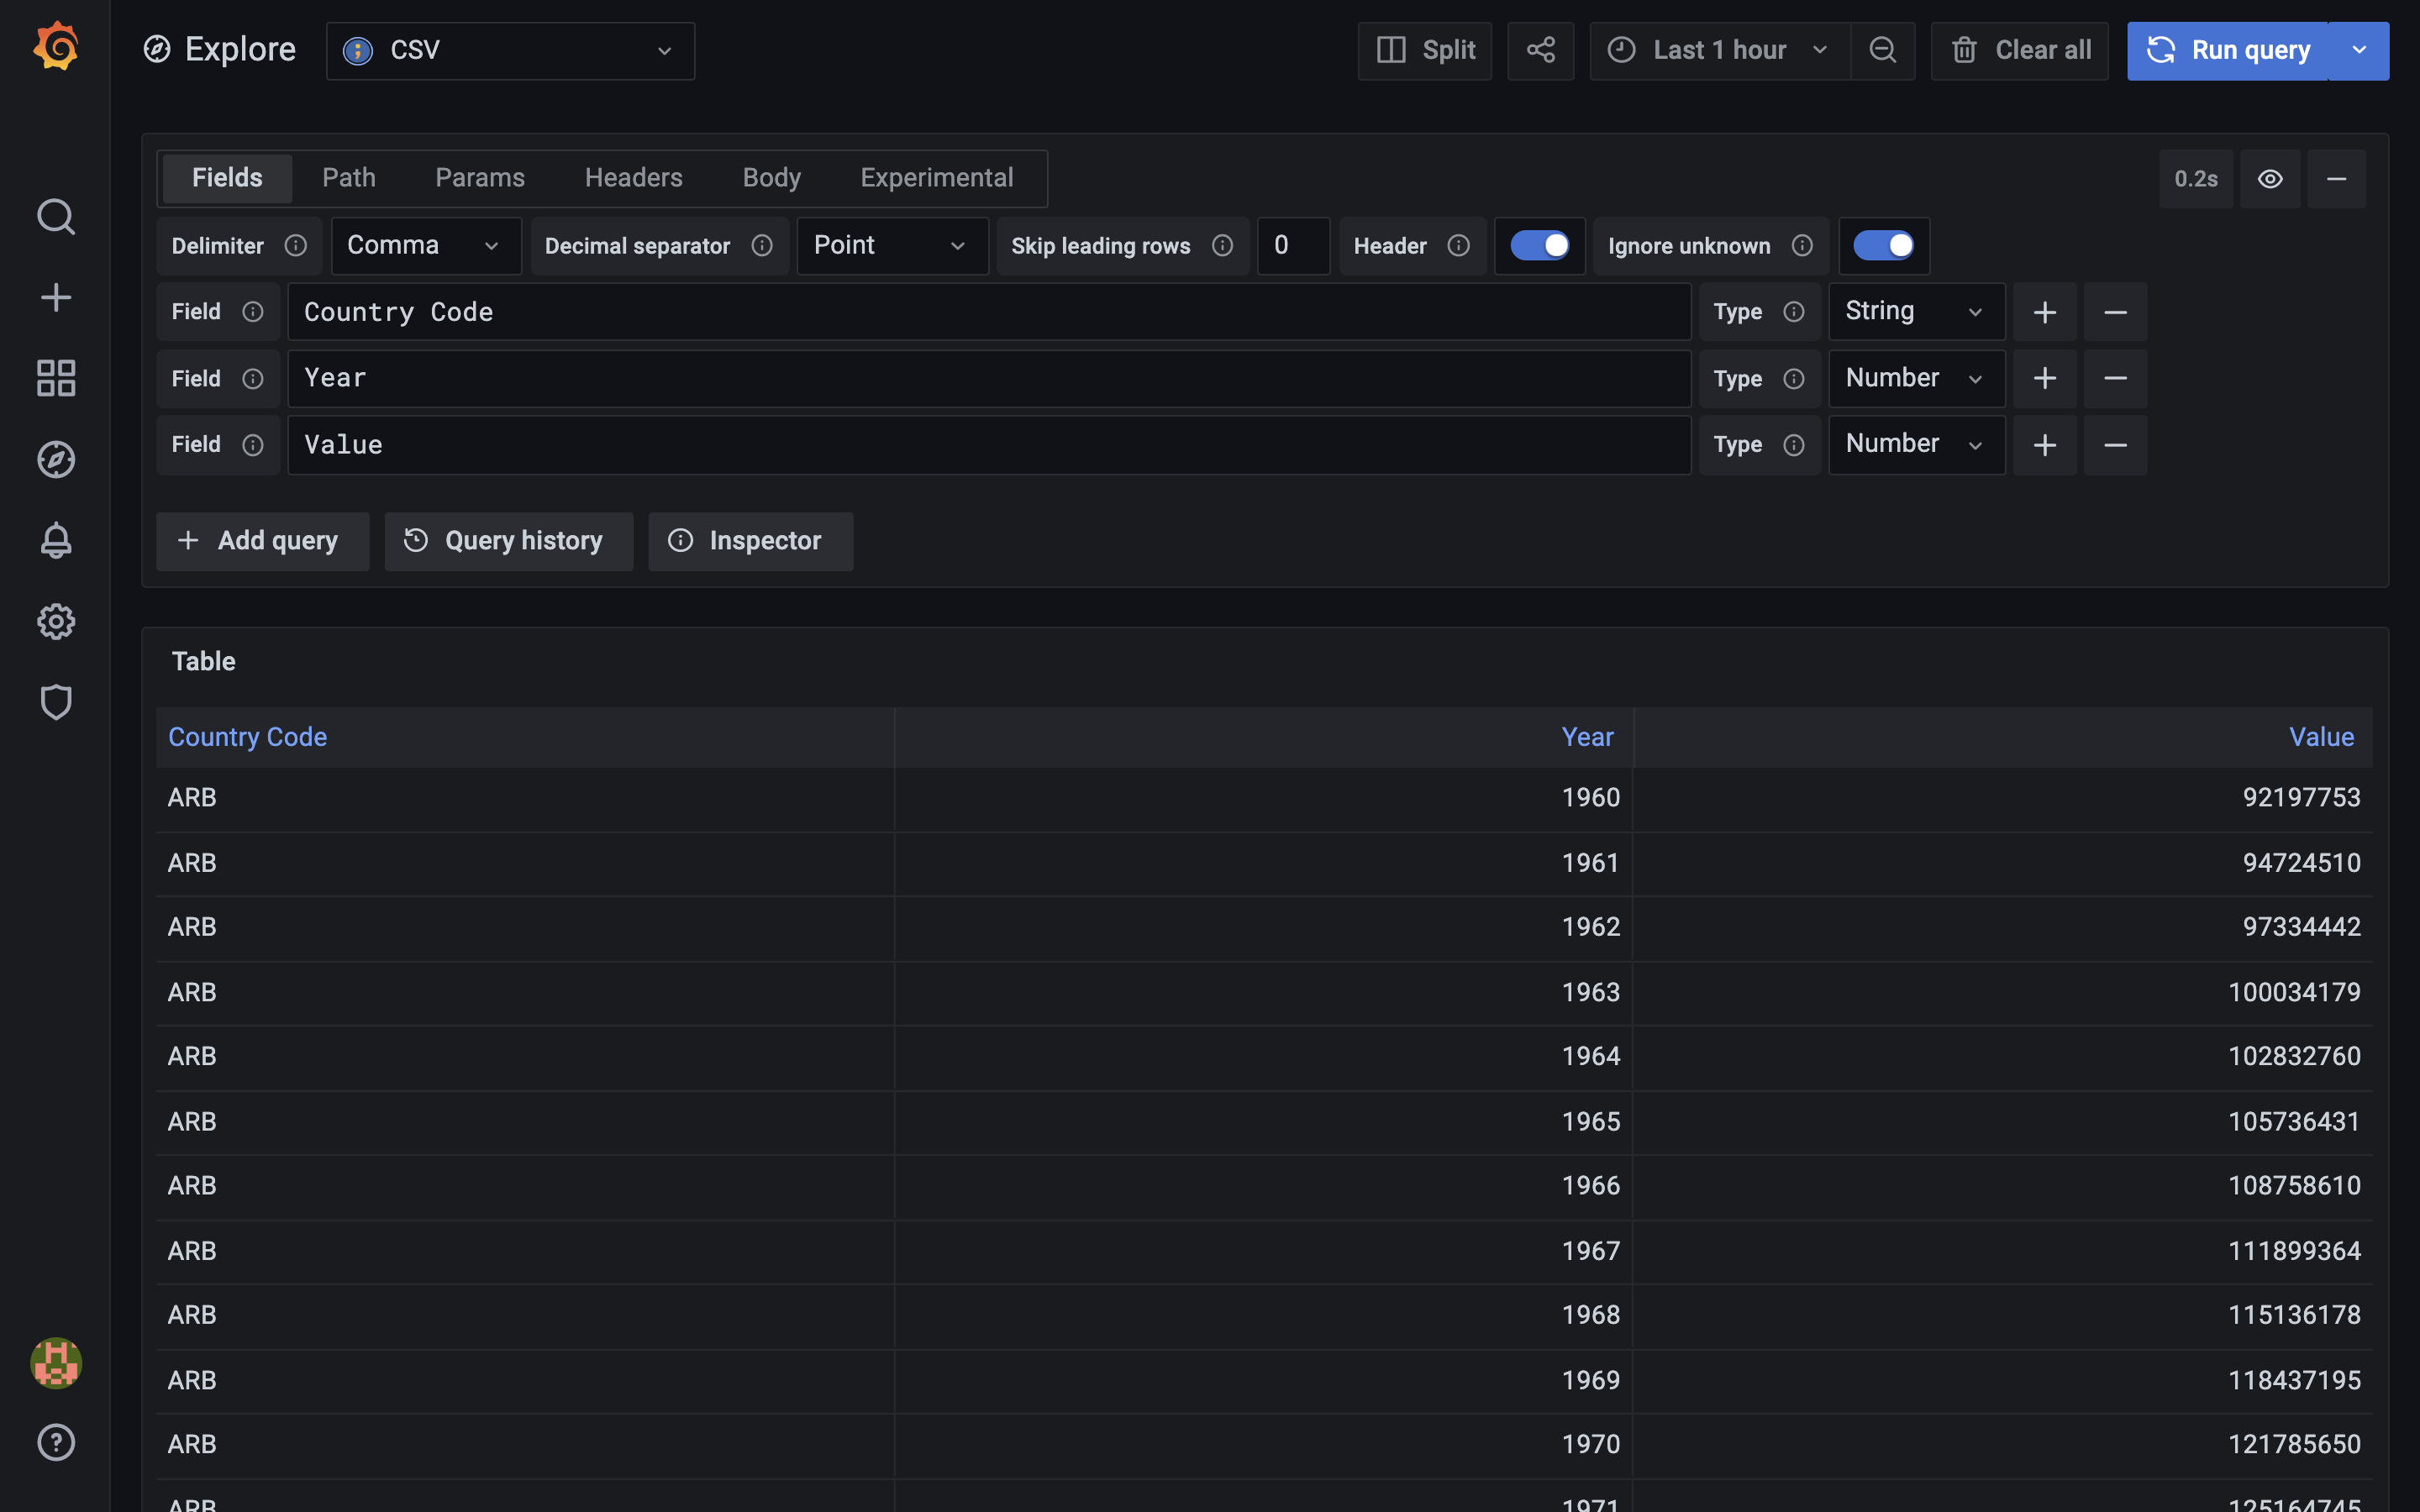 Explore CSV Split Last 1 hour Clear all Run query
Fields Path Params Headers Body Experimental 0.2s
Delimiter Comma Decimal separator Point Skip leading rows 0 Header Ignore unknown
Field Country Code Type String
Field Year Type Number
Field Value Type Number
Add query Query history Inspector
Table
Country Code Year Value
ARB 1960 92197753
ARB 1961 94724510
ARB 1962 97334442
ARB 1963 100034179
ARB 1964 102832760
ARB 1965 105736431
ARB 1966 108758610
ARB 1967 111899364
ARB 1968 115136178
ARB 1969 118437195
ARB 1970 121785650
ARB 1971 125164745